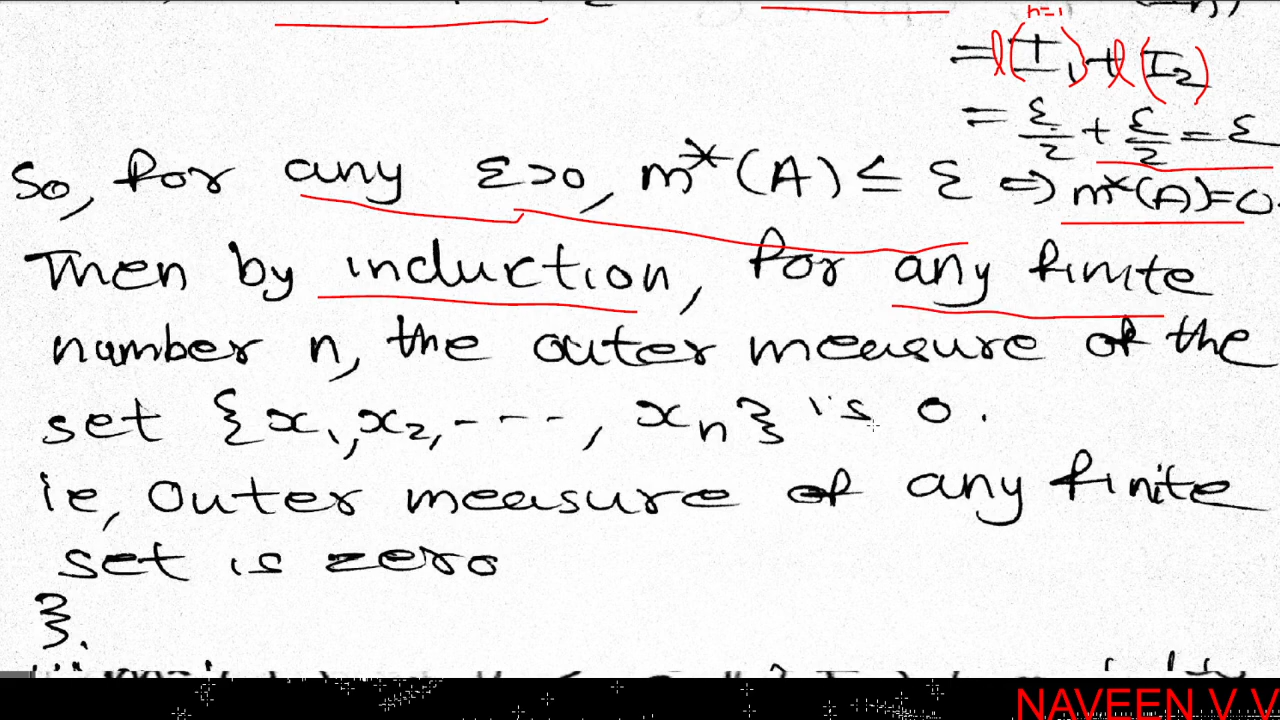 n=1
= l(I₁) + l(I₂)
= ε/2 + ε/2 = ε
So, for any ε>0, m*(A) ≤ ε ⇒ m*(A)=0.
Then by induction, for any finite
number n, the outer measure of the
set {x₁, x₂, ----, xₙ} is 0.
ie, Outer measure of any finite
set is zero
}.
NAVEEN V V